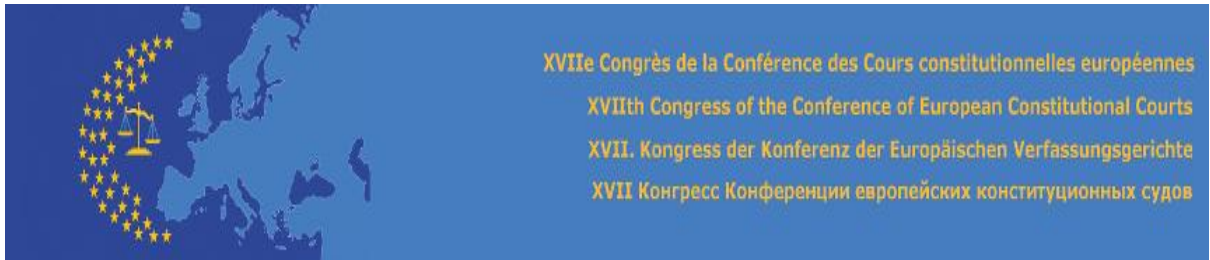 XVIIe Congrès de la Conférence des Cours constitutionnelles européennes
XVIIth Congress of the Conference of European Constitutional Courts
XVII. Kongress der Konferenz der Europäischen Verfassungsgerichte
XVII Конгресс Конференции европейских конституционных судов